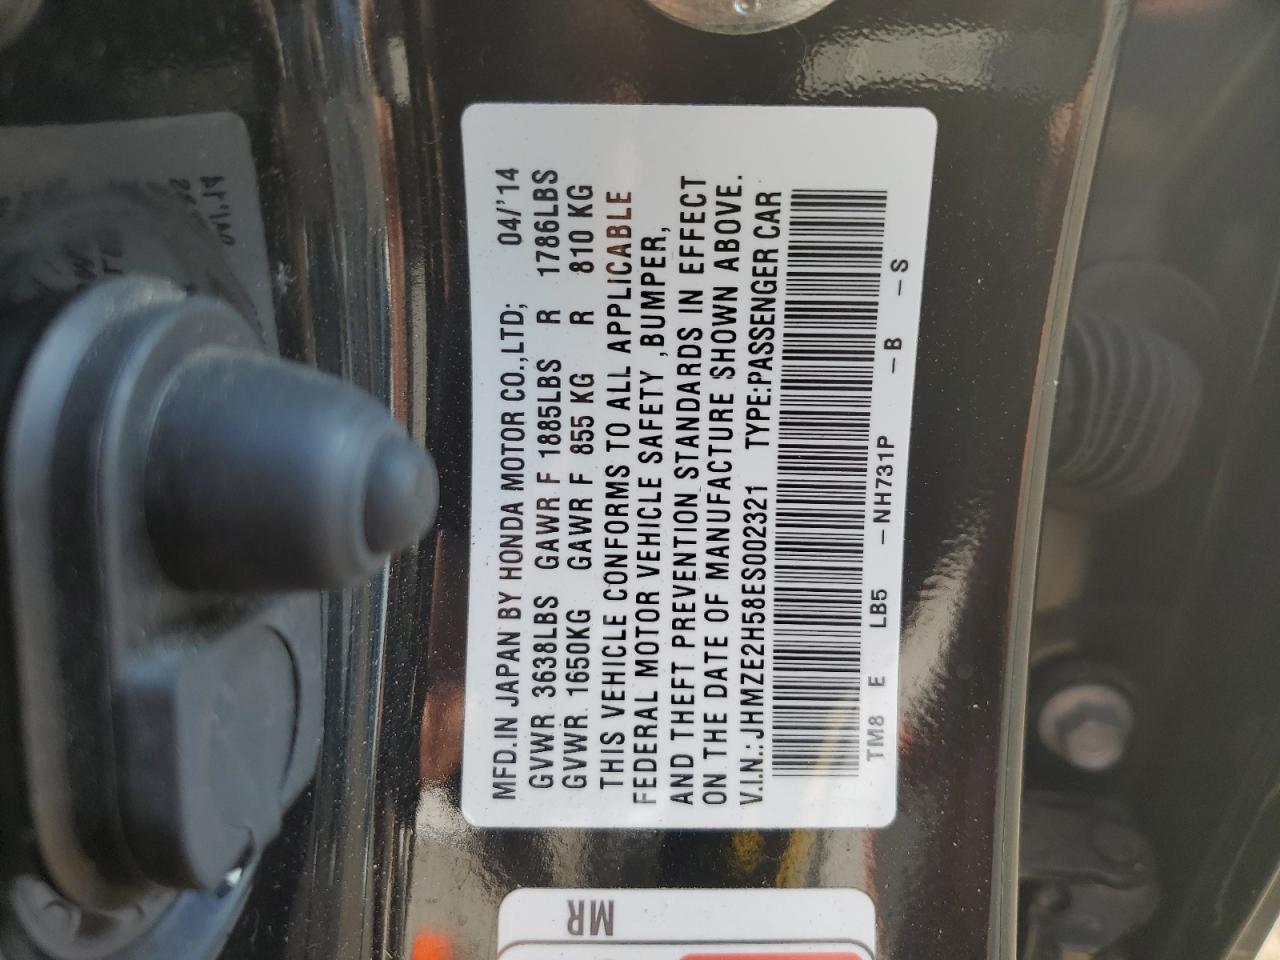 MFD.IN JAPAN BY HONDA MOTOR CO.,LTD; 04/'14
GVWR 3638LBS GAWR F 1885LBS R 1786LBS
GVWR 1650KG GAWR F 855 KG R 810 KG
THIS VEHICLE CONFORMS TO ALL APPLICABLE
FEDERAL MOTOR VEHICLE SAFETY ,BUMPER,
AND THEFT PREVENTION STANDARDS IN EFFECT
ON THE DATE OF MANUFACTURE SHOWN ABOVE.
V.I.N.: JHMZE2H58ES002321 TYPE:PASSENGER CAR
TM8 E LB5 -NH731P -B -S
MR